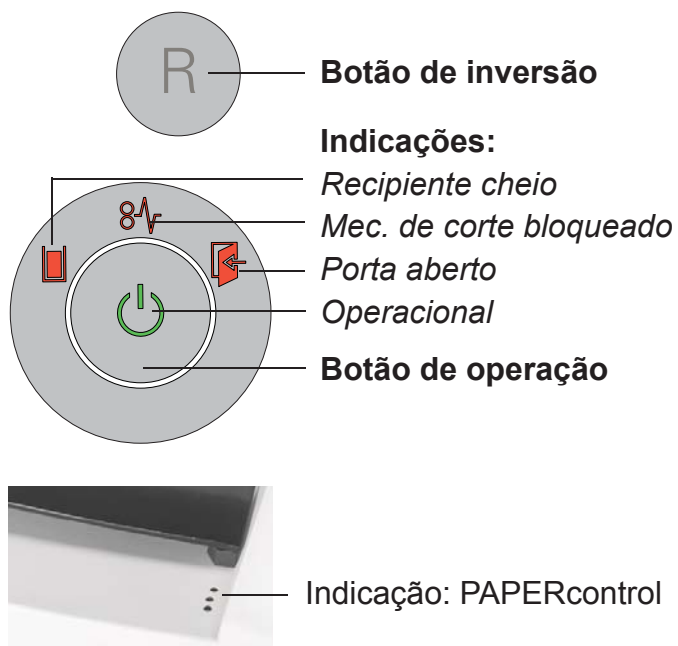 R
Botão de inversão
Indicações:
Recipiente cheio
Mec. de corte bloqueado
Porta aberto
Operacional
Botão de operação
Indicação: PAPERcontrol